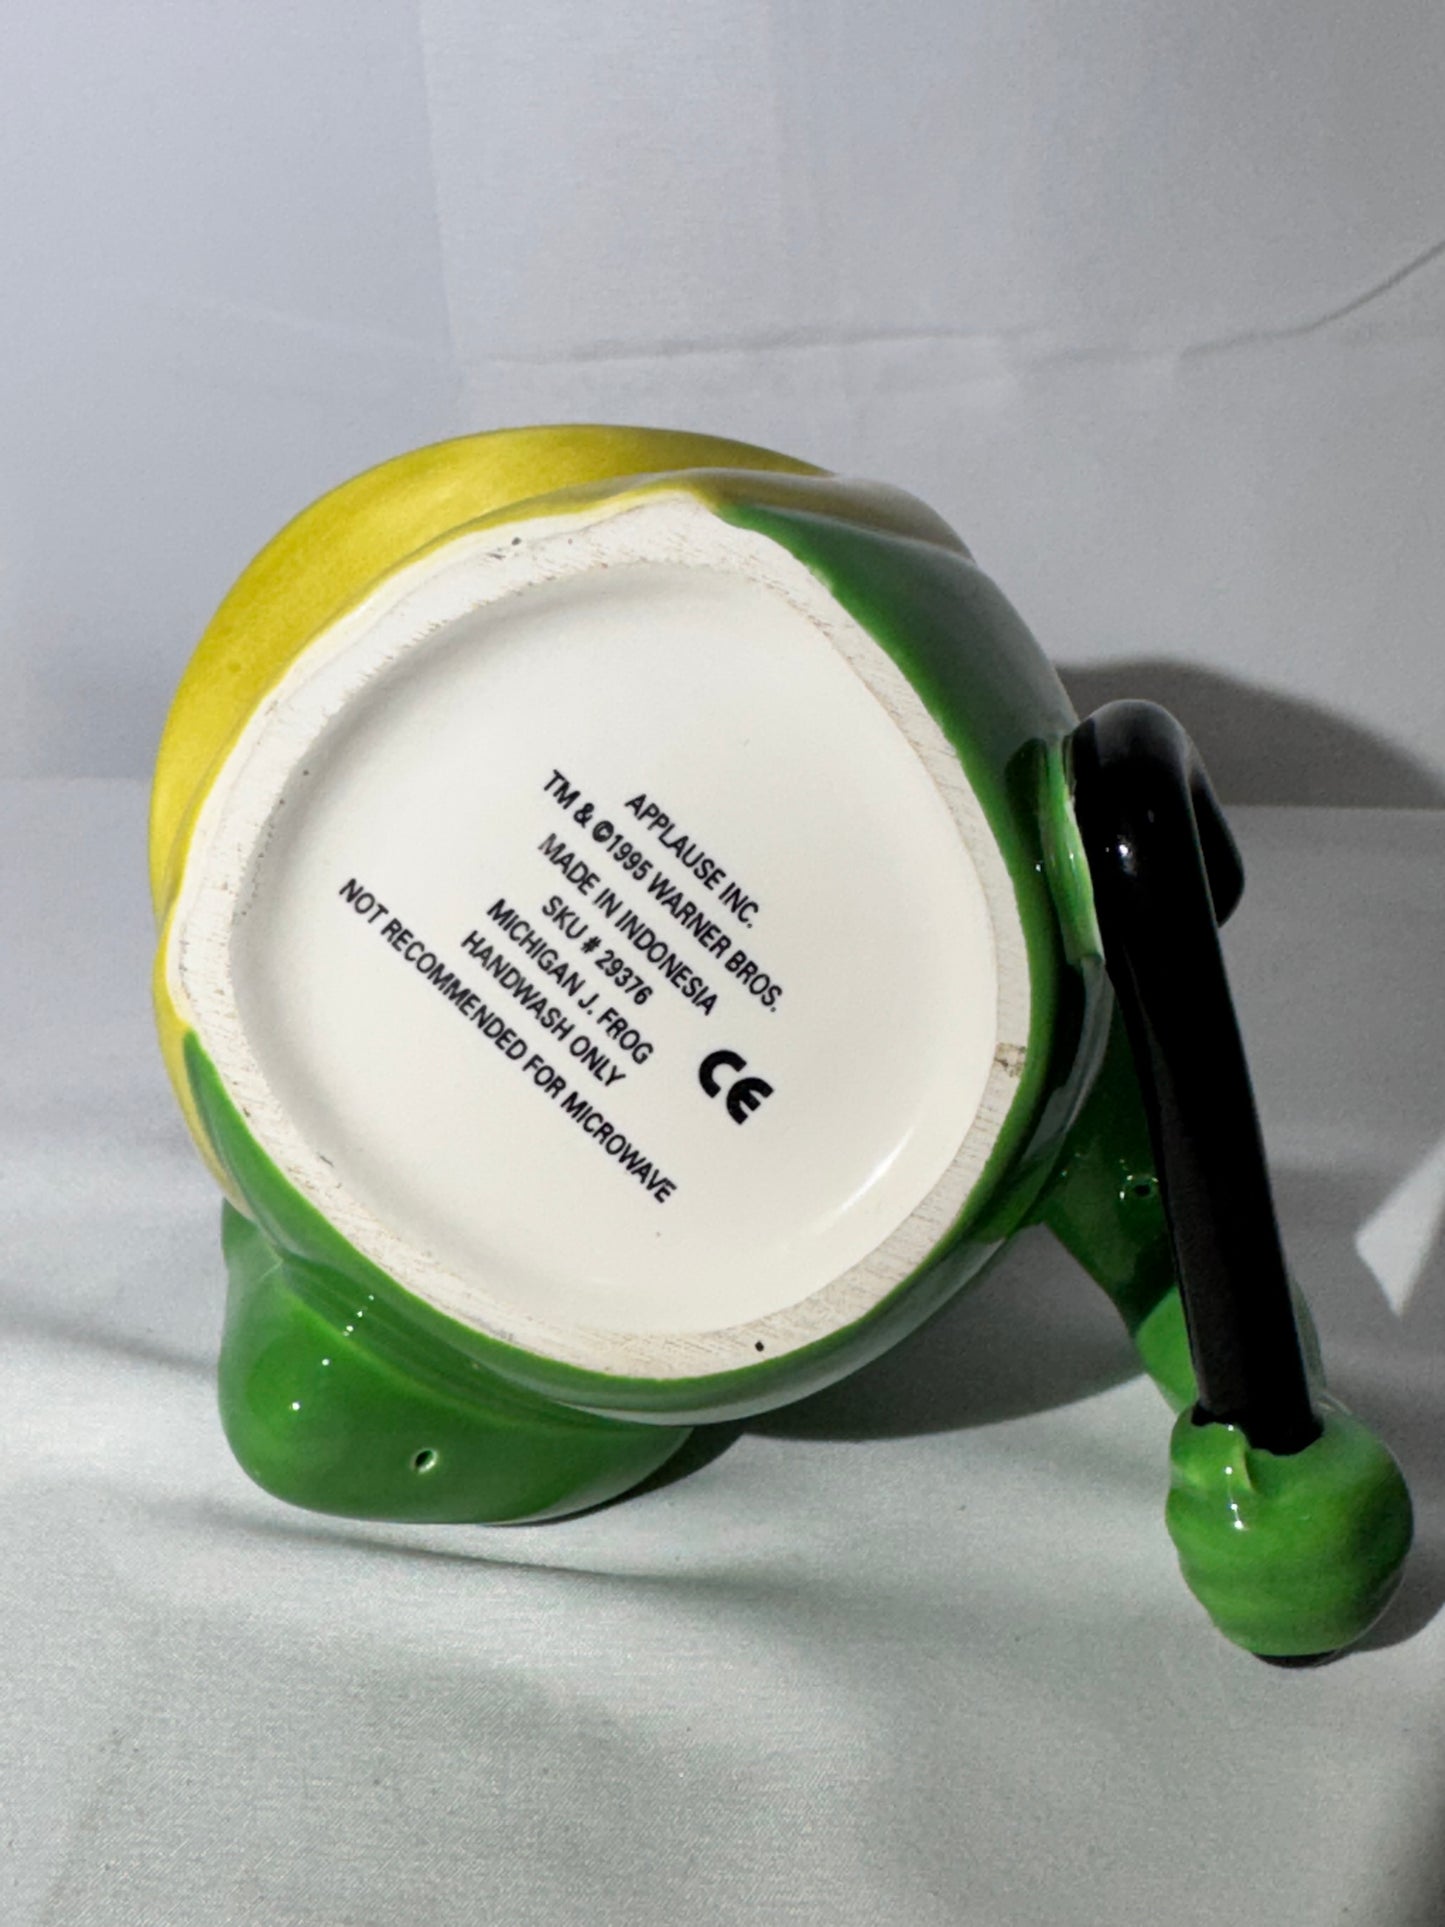 APPLAUSE INC.
TM & ©1995 WARNER BROS.
MADE IN INDONESIA
SKU # 29376
MICHIGAN J. FROG
HANDWASH ONLY
NOT RECOMMENDED FOR MICROWAVE
CE